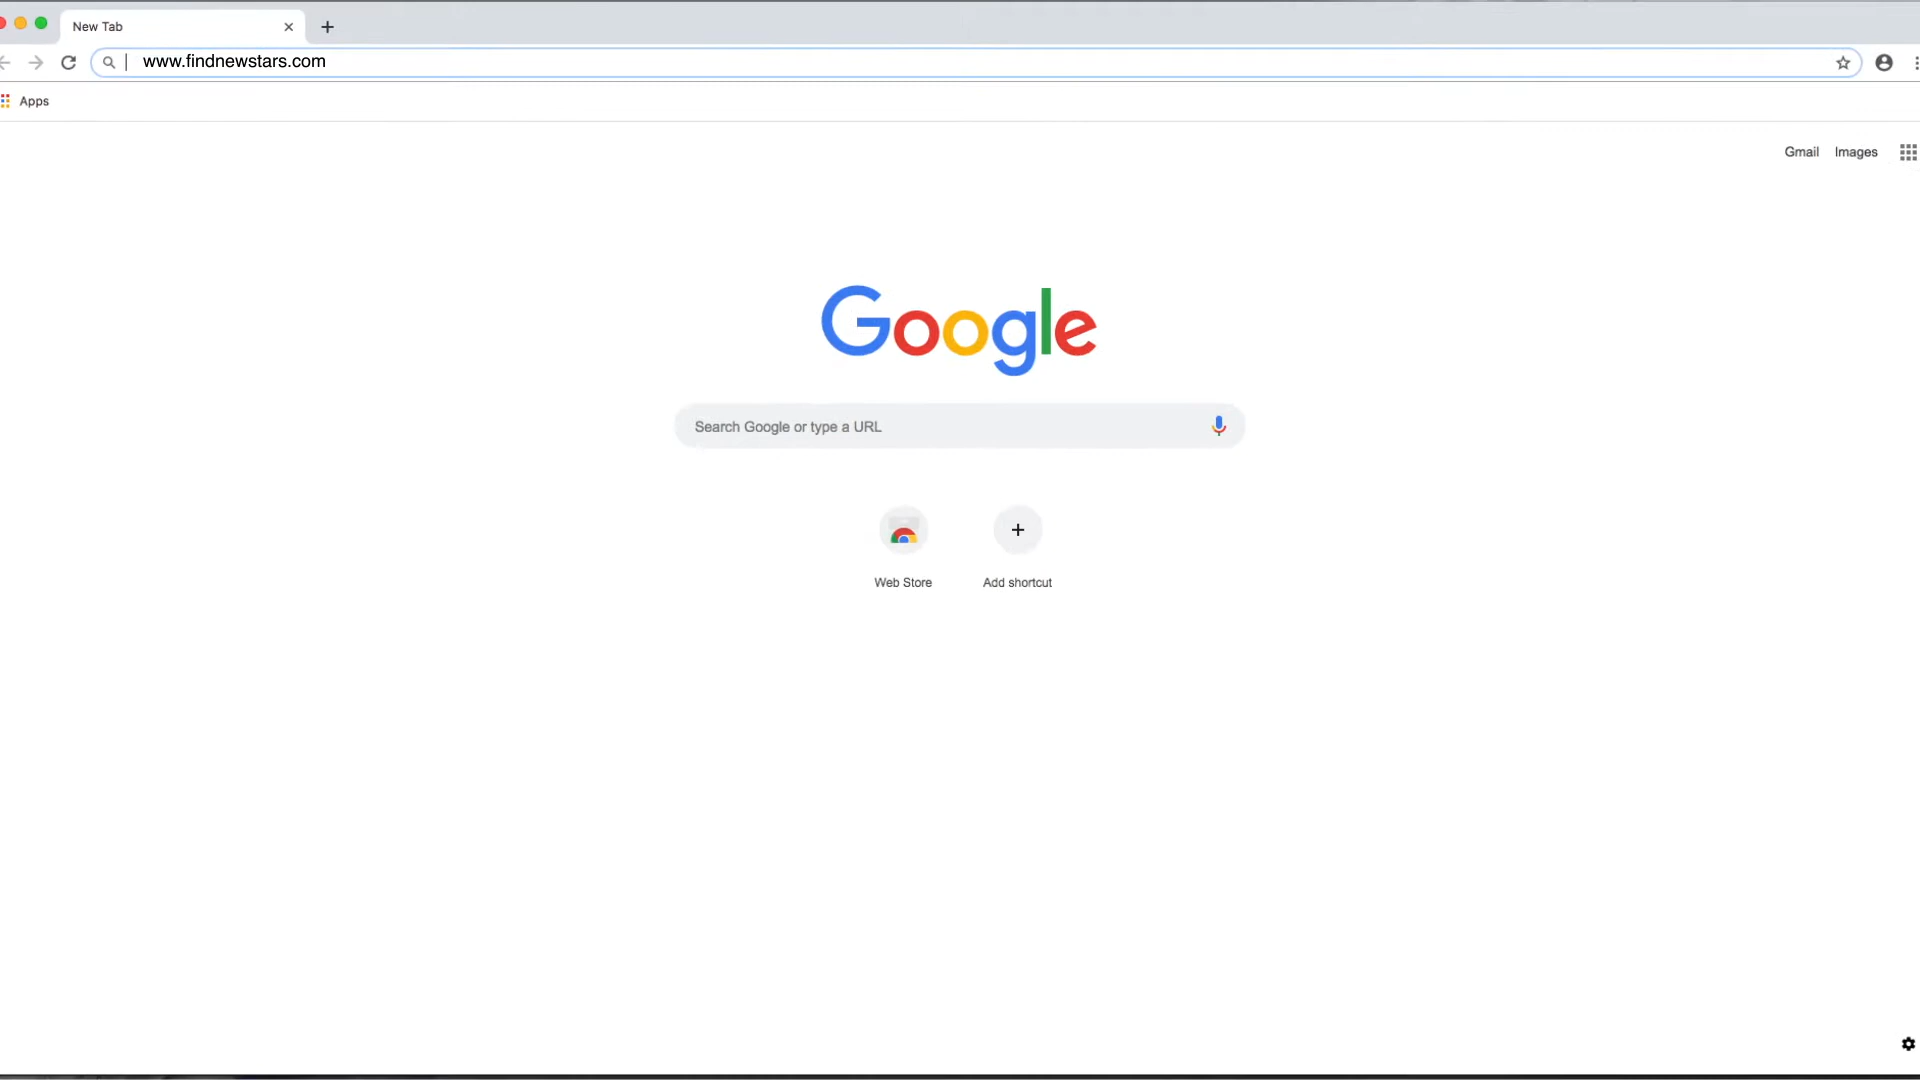 New Tab
www.findnewstars.com
Apps
Gmail Images
Google
Search Google or type a URL
Web Store Add shortcut